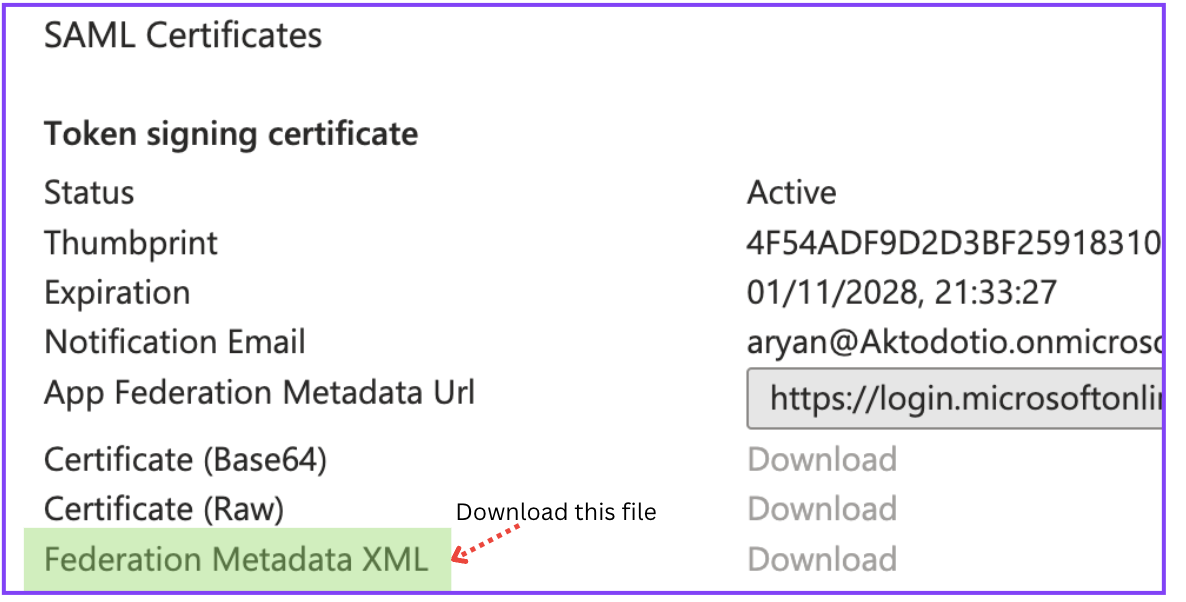 SAML Certificates
Token signing certificate
Status Active
Thumbprint 4F54ADF9D2D3BF25918310
Expiration 01/11/2028, 21:33:27
Notification Email aryan@Aktodotio.onmicrosc
App Federation Metadata Url https://login.microsoftonli
Certificate (Base64) Download
Certificate (Raw) Download
Download this file
Federation Metadata XML Download